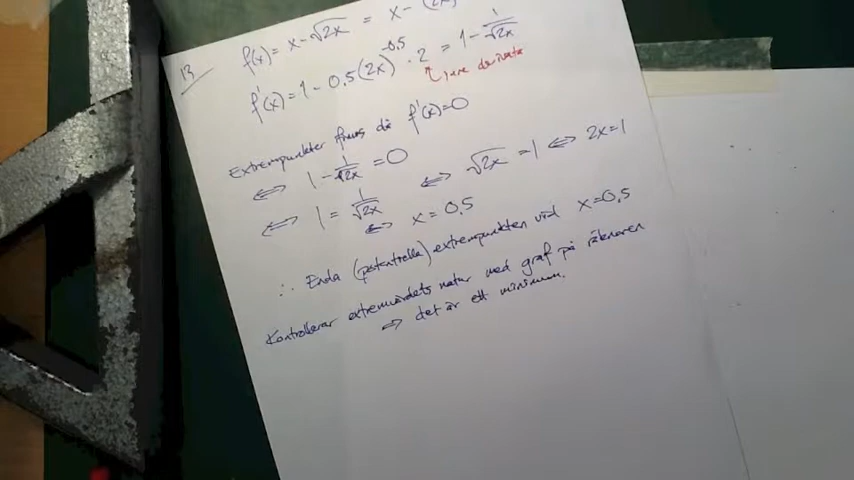 13
f(x) = x - √2x = x - (2x)
f'(x) = 1 - 0.5(2x)^-0.5 · 2 = 1 - 1/√2x
inre derivata
Extrempunkter finns då f'(x) = 0
⇔ 1 - 1/√2x = 0
⇔ 1 = 1/√2x ⇔ √2x = 1 ⇔ 2x = 1
⇔ x = 0.5
∴ Enda (potentiella) extrempunkten vid x = 0.5
Kontrollerar extremvärdets natur med graf på räknaren
⇒ det är ett minimum.